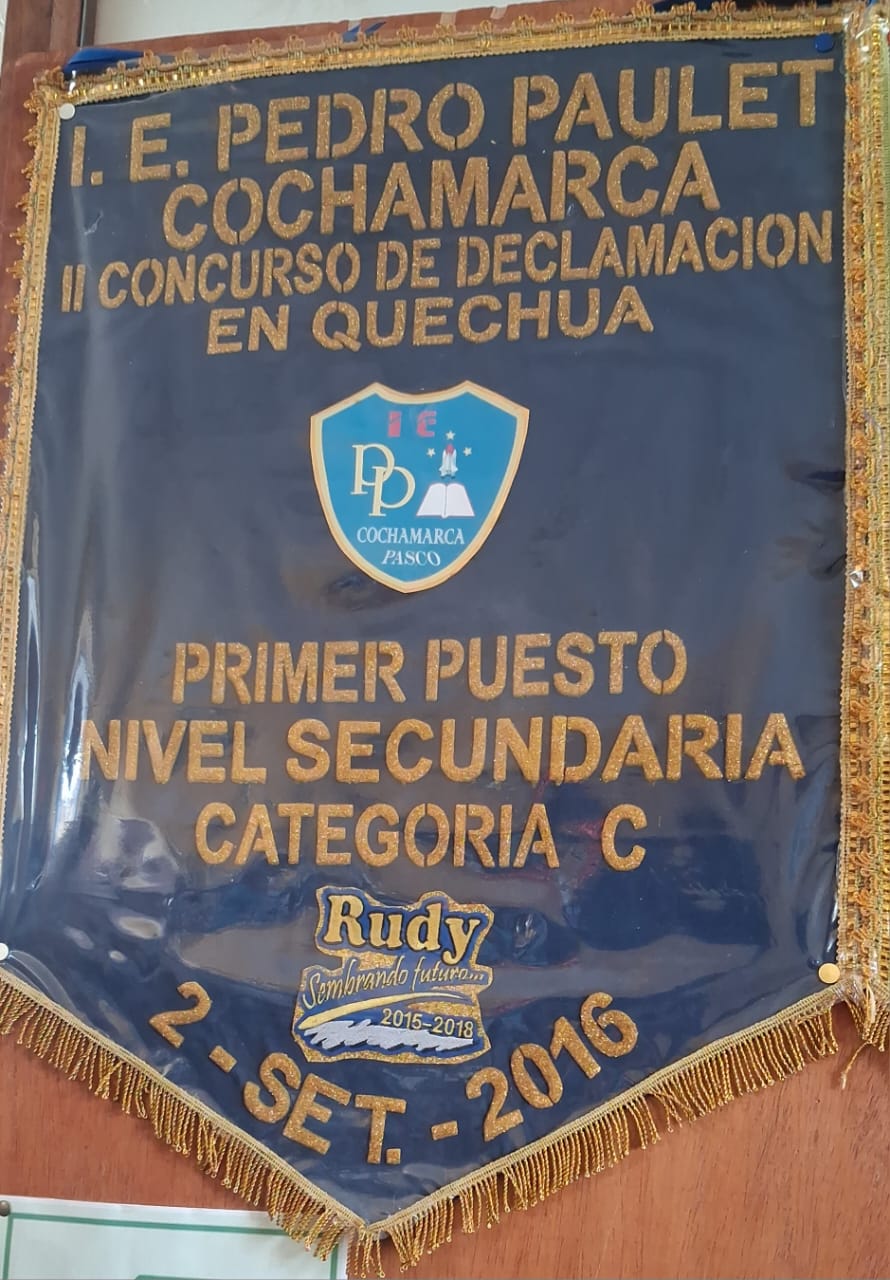 I. E. PEDRO PAULET
COCHAMARCA
II CONCURSO DE DECLAMACION
EN QUECHUA
I E
PP
COCHAMARCA
PASCO
PRIMER PUESTO
NIVEL SECUNDARIA
CATEGORIA C
Rudy
Sembrando futuro...
2015-2018
2 - SET. - 2016